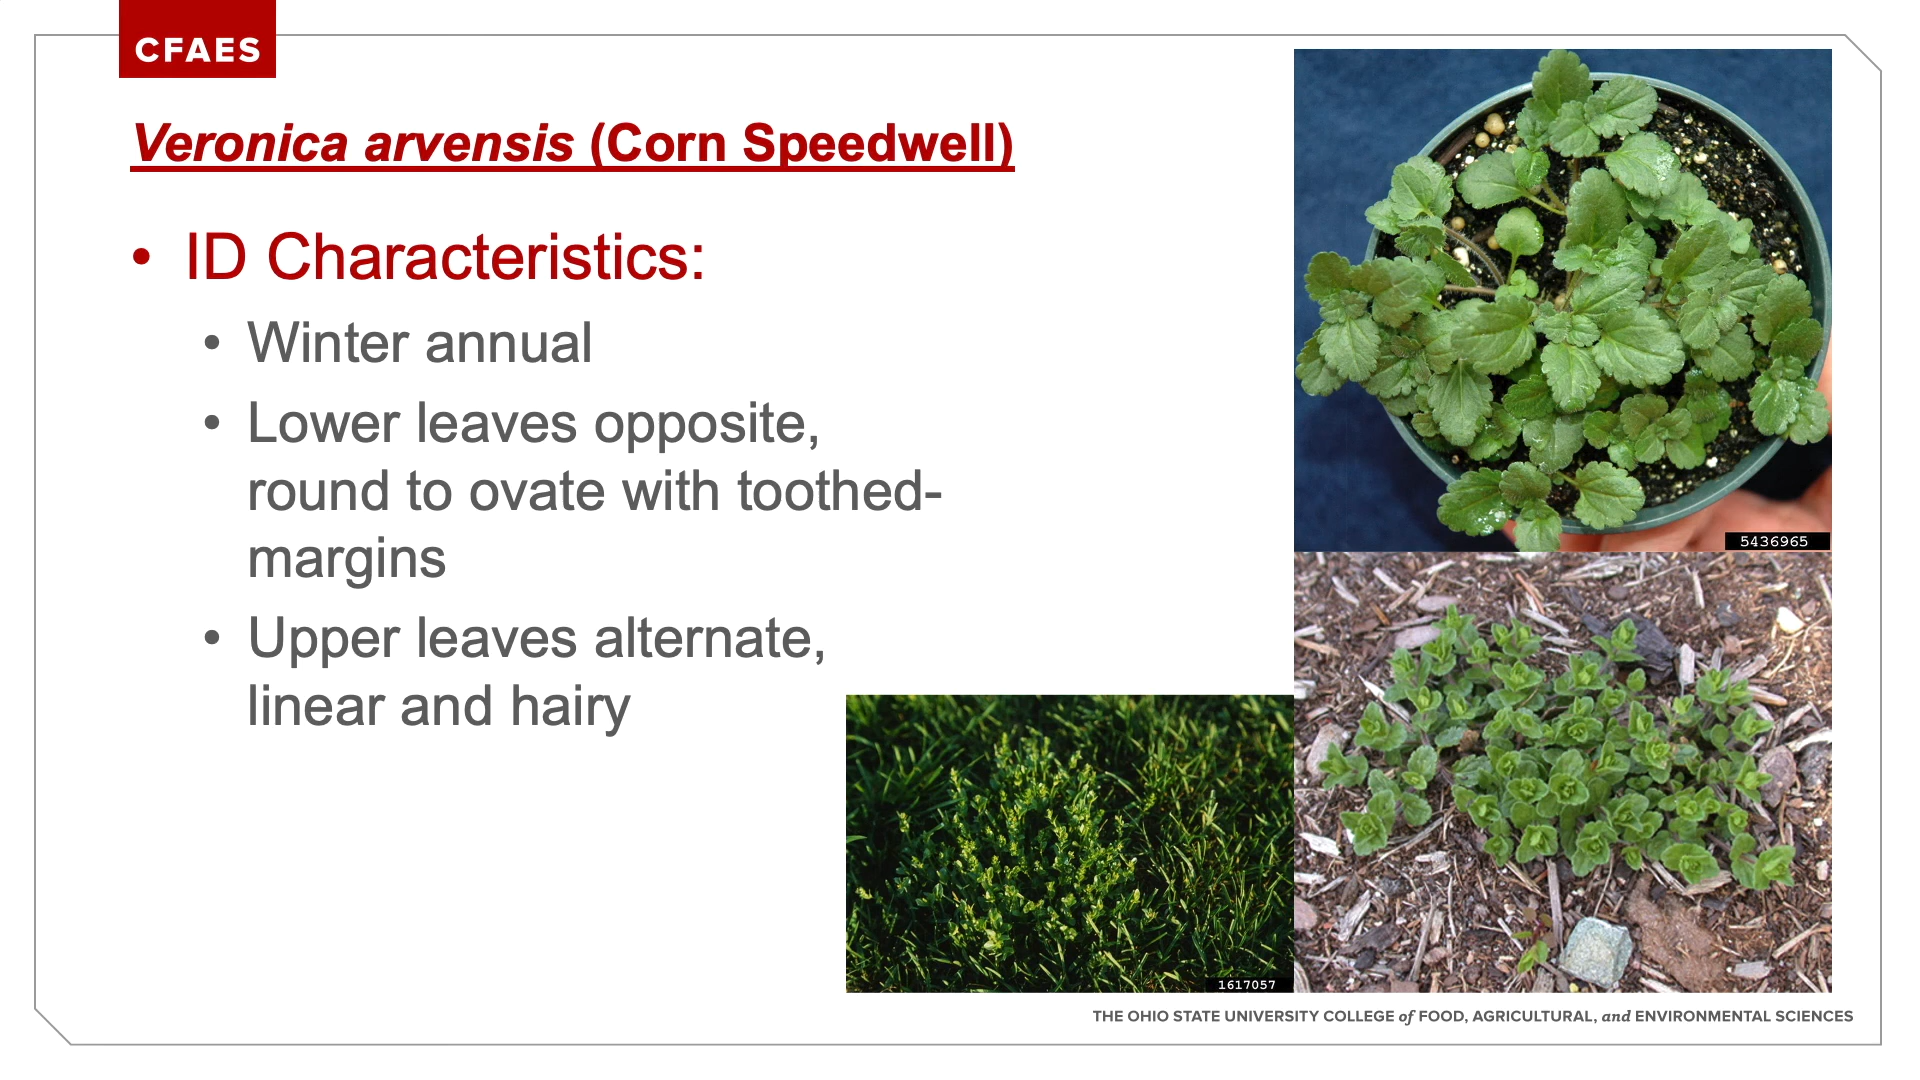 CFAES
Veronica arvensis (Corn Speedwell)
• ID Characteristics:
• Winter annual
• Lower leaves opposite,
round to ovate with toothed-
margins
• Upper leaves alternate,
linear and hairy
5436965
1617057
THE OHIO STATE UNIVERSITY COLLEGE of FOOD, AGRICULTURAL, and ENVIRONMENTAL SCIENCES